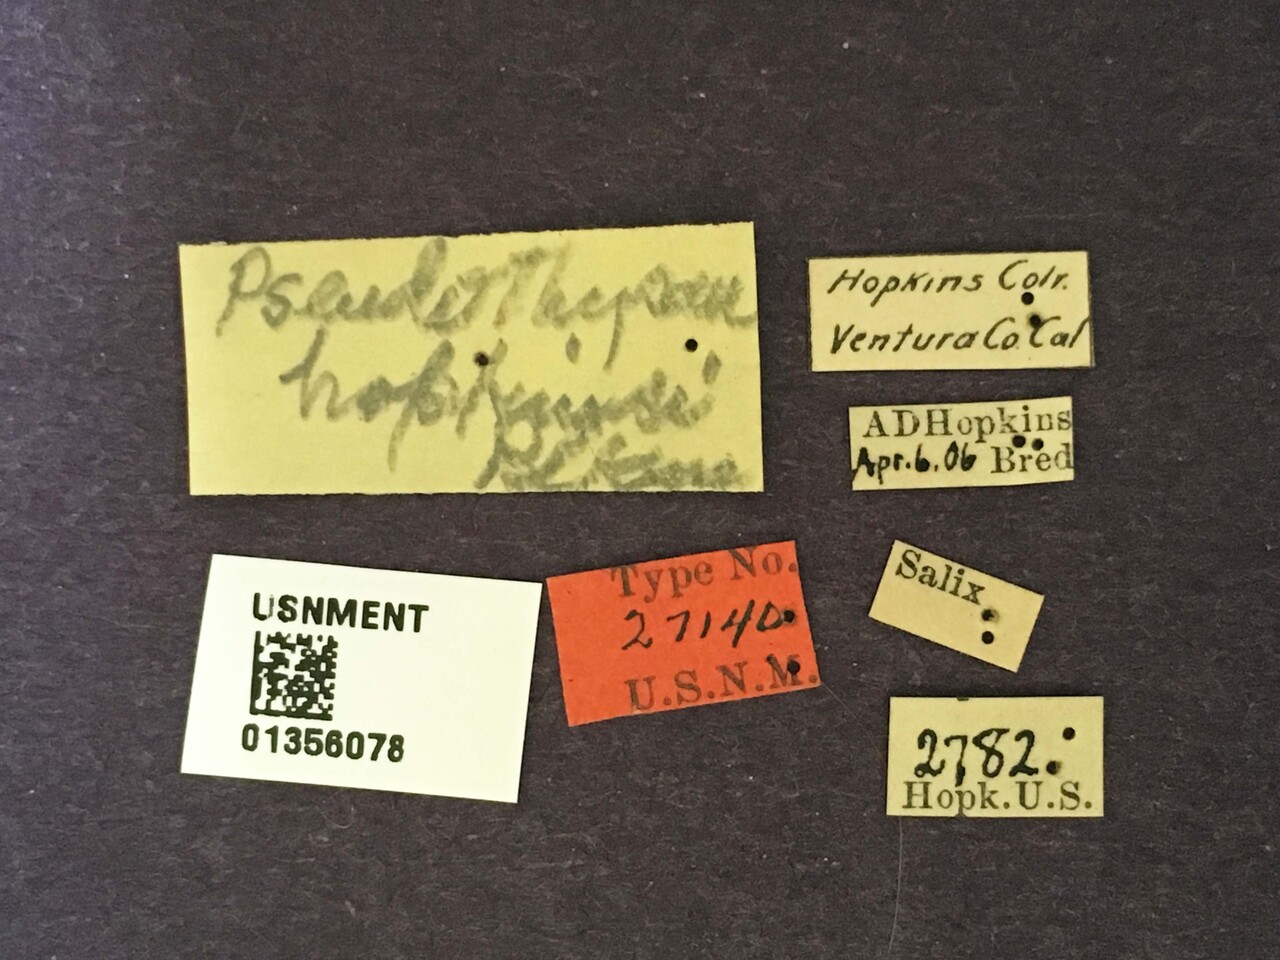 hopkinsi
Hopkins Colr.
Ventura Co. Cal
ADHopkins
Apr. 6. 06 Bred
USNMENT
01356078
Type No.
27140
U.S.N.M.
Salix
2782.
Hopk. U.S.